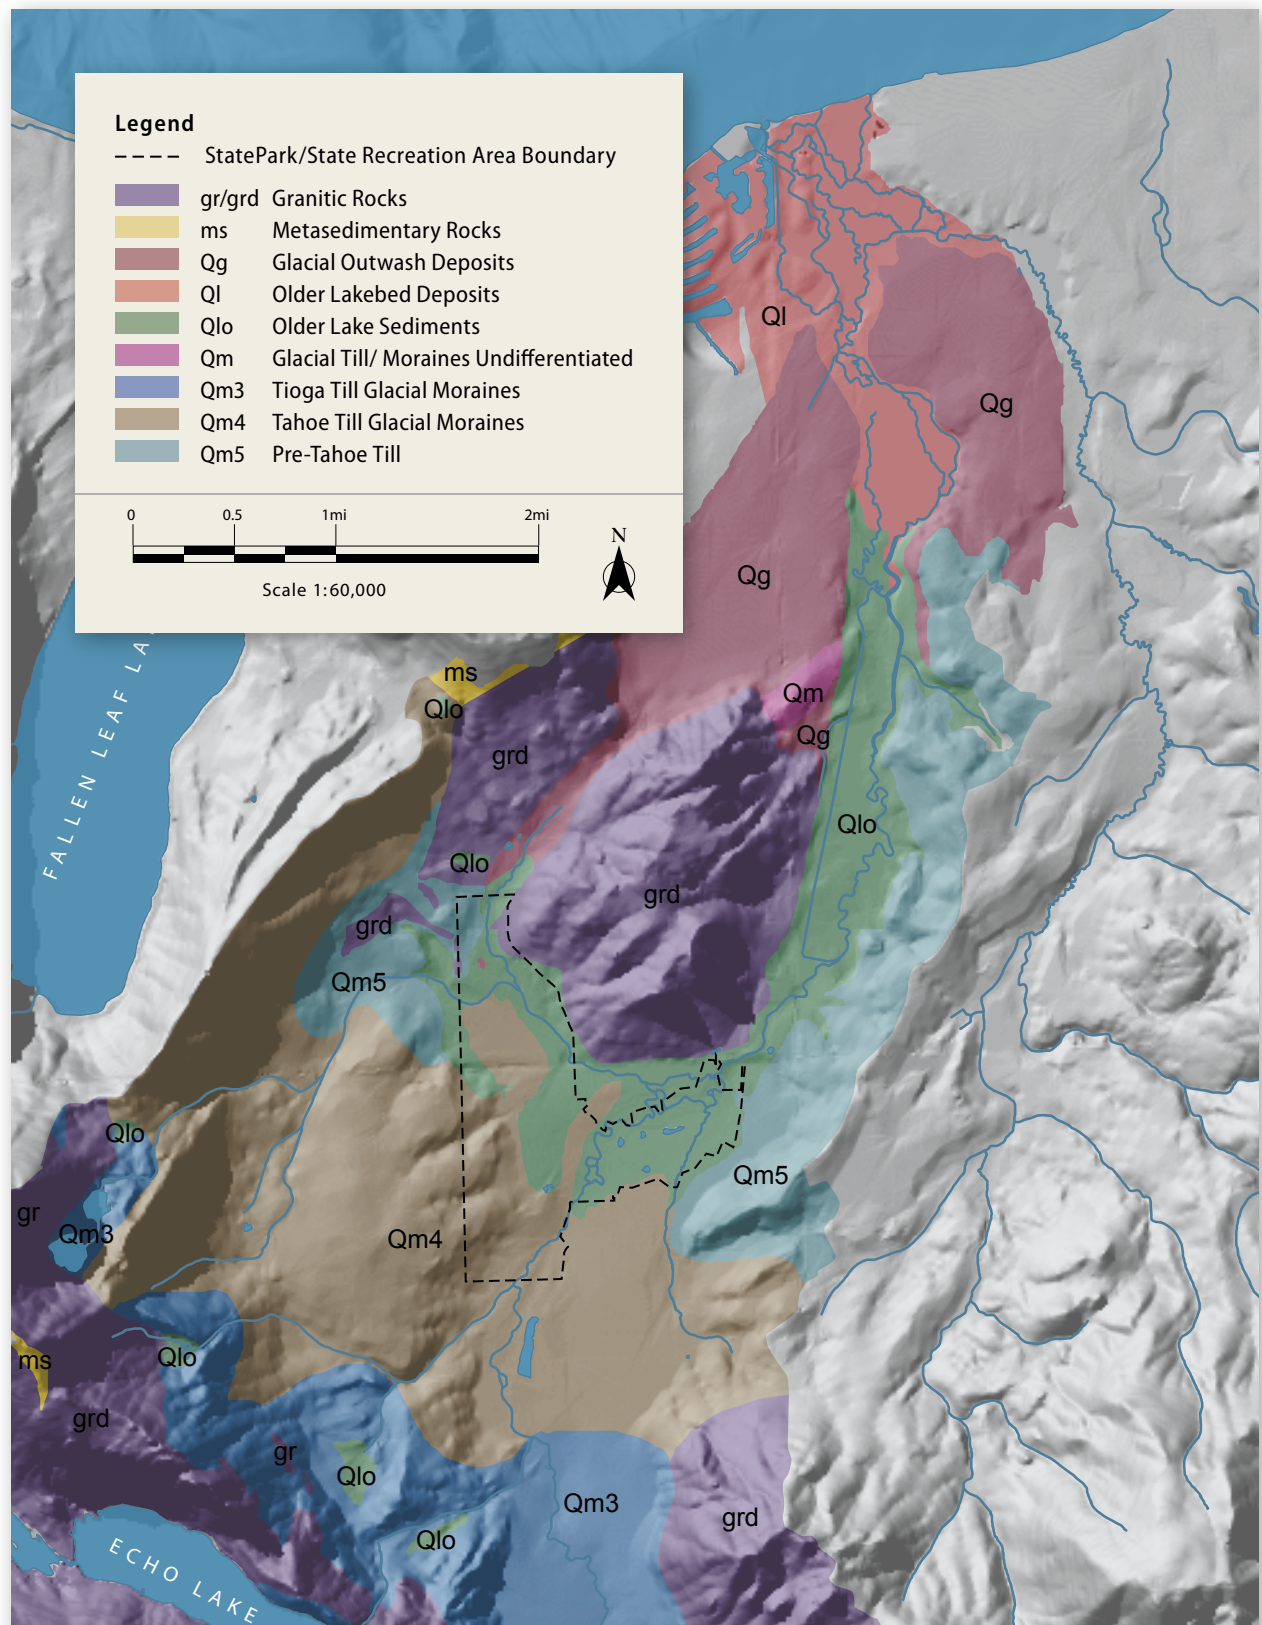 Legend
StatePark/State Recreation Area Boundary
gr/grd Granitic Rocks
ms Metasedimentary Rocks
Qg Glacial Outwash Deposits
Ql Older Lakebed Deposits
Qlo Older Lake Sediments
Qm Glacial Till/ Moraines Undifferentiated
Qm3 Tioga Till Glacial Moraines
Qm4 Tahoe Till Glacial Moraines
Qm5 Pre-Tahoe Till
0 0.5 1mi 2mi
Scale 1:60,000
N
Ql
Qg
Qg
ms
Qm
Qlo
Qg
grd
FALLEN LEAF LA
Qlo
Qlo
grd
grd
Qm5
Qlo
Qm5
gr
Qm3
Qm4
Qlo
ms
grd
gr
Qlo
Qm3
grd
Qlo
ECHO LAKE